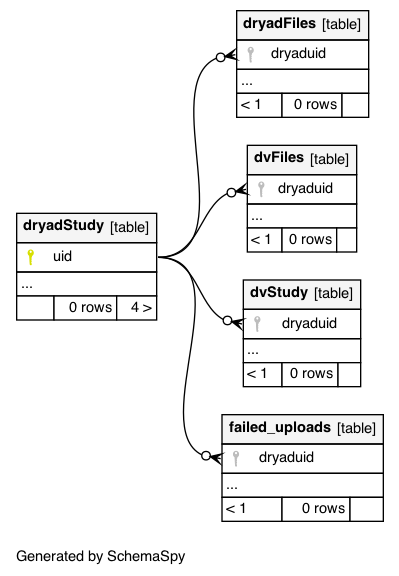 dryadFiles [table]
dryaduid
...
< 1 0 rows
dvFiles [table]
dryaduid
...
< 1 0 rows
dryadStudy [table]
uid
...
0 rows 4 >
dvStudy [table]
dryaduid
...
< 1 0 rows
failed_uploads [table]
dryaduid
...
< 1 0 rows
Generated by SchemaSpy